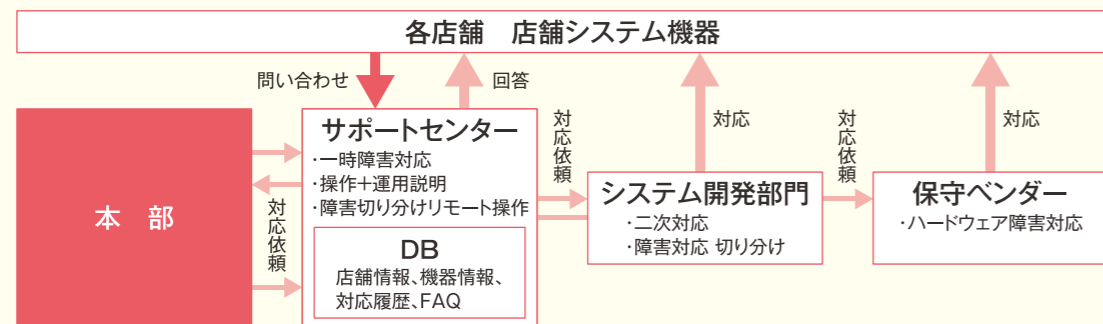 各店舗　店舗システム機器
問い合わせ
回答
対応依頼
対応
対応依頼
対応
本　部
対応依頼
サポートセンター
・一時障害対応
・操作＋運用説明
・障害切り分けリモート操作
DB
店舗情報、機器情報、
対応履歴、FAQ
システム開発部門
・二次対応
・障害対応 切り分け
保守ベンダー
・ハードウェア障害対応